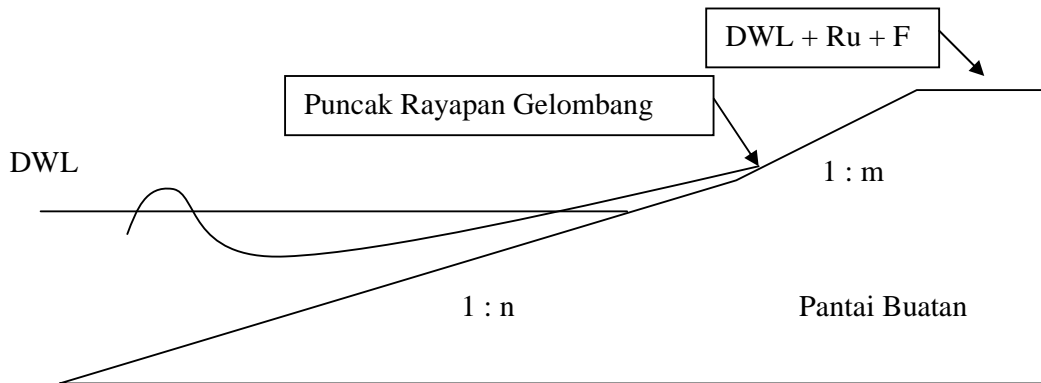 DWL + Ru + F
Puncak Rayapan Gelombang
DWL
1 : m
1 : n
Pantai Buatan